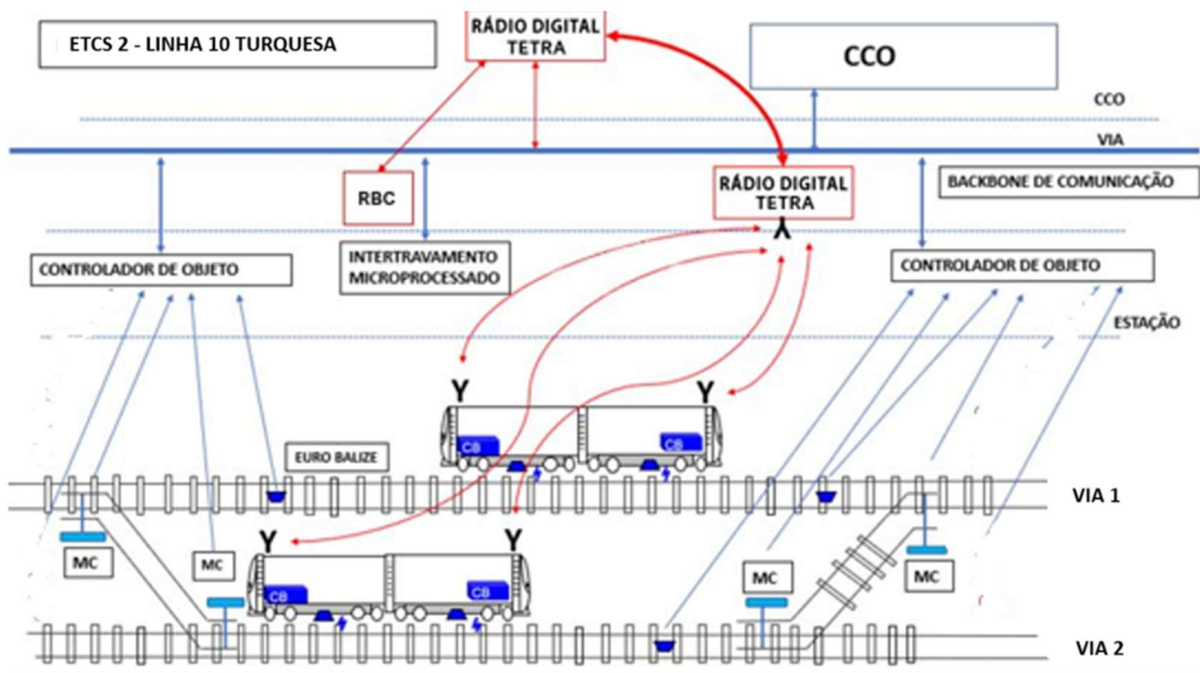 ETCS 2 - LINHA 10 TURQUESA
RÁDIO DIGITAL
TETRA
CCO
CCO
VIA
RBC
RÁDIO DIGITAL
TETRA
BACKBONE DE COMUNICAÇÃO
CONTROLADOR DE OBJETO
INTERTRAVAMENTO
MICROPROCESSADO
CONTROLADOR DE OBJETO
ESTAÇÃO
Y
Y
CB
CB
EURO BALIZE
VIA 1
MC
MC
Y
Y
CB
CB
MC
MC
VIA 2